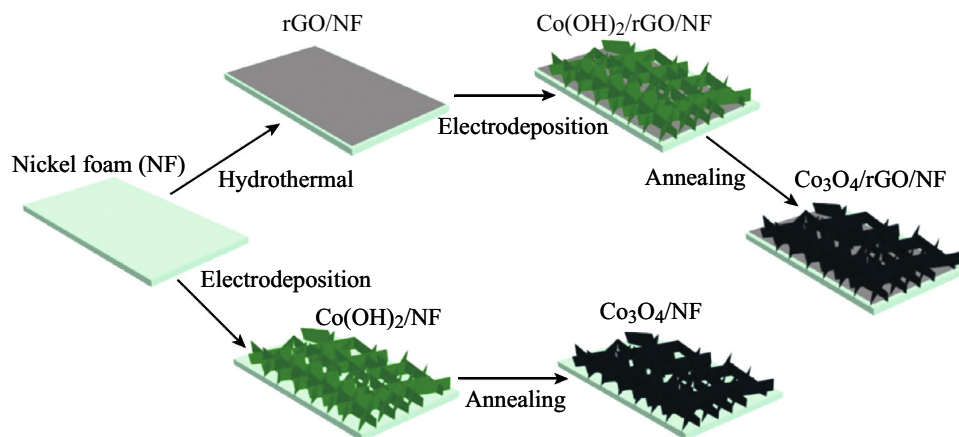 rGO/NF
Co(OH)₂/rGO/NF
Electrodeposition
Nickel foam (NF)
Hydrothermal
Annealing
Co₃O₄/rGO/NF
Electrodeposition
Co(OH)₂/NF
Co₃O₄/NF
Annealing